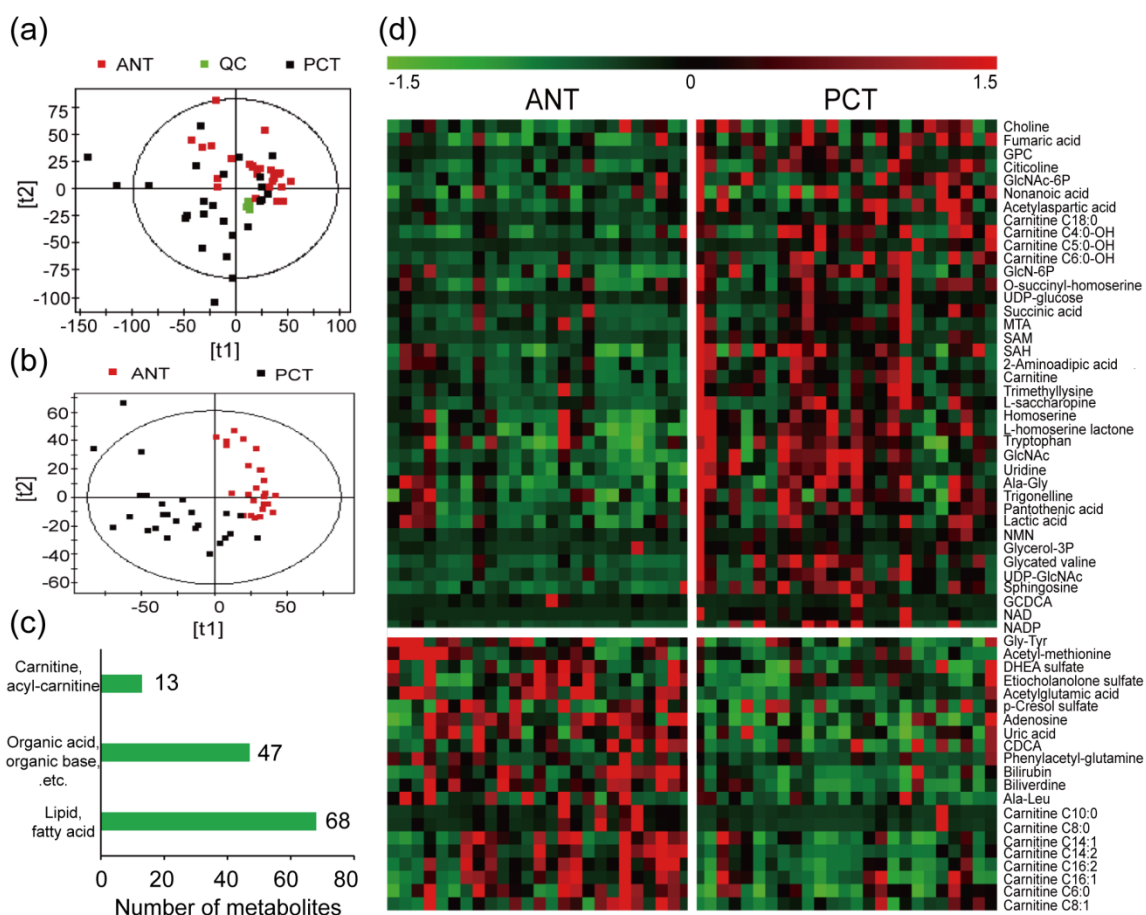 (a)
ANT QC PCT
75
50
25
0
-25
-50
-75
-100
[t2]
-150 -100 -50 0 50 100
[t1]
(b)
ANT PCT
60
40
20
0
-20
-40
-60
[t2]
-50 0 50
[t1]
(c)
Carnitine,
acyl-carnitine
13
Organic acid,
organic base,
.etc.
47
Lipid,
fatty acid
68
0 20 40 60 80
Number of metabolites
(d)
-1.5 0 1.5
ANT PCT
Choline
Fumaric acid
GPC
Citicoline
GlcNAc-6P
Nonanoic acid
Acetylaspartic acid
Carnitine C18:0
Carnitine C4:0-OH
Carnitine C5:0-OH
Carnitine C6:0-OH
GlcN-6P
O-succinyl-homoserine
UDP-glucose
Succinic acid
MTA
SAM
SAH
2-Aminoadipic acid
Carnitine
Trimethyllysine
L-saccharopine
Homoserine
L-homoserine lactone
Tryptophan
GlcNAc
Uridine
Ala-Gly
Trigonelline
Pantothenic acid
Lactic acid
NMN
Glycerol-3P
Glycated valine
UDP-GlcNAc
Sphingosine
GCDCA
NAD
NADP
Gly-Tyr
Acetyl-methionine
DHEA sulfate
Etiocholanolone sulfate
Acetylglutamic acid
p-Cresol sulfate
Adenosine
Uric acid
CDCA
Phenylacetyl-glutamine
Bilirubin
Biliverdine
Ala-Leu
Carnitine C10:0
Carnitine C8:0
Carnitine C14:1
Carnitine C14:2
Carnitine C16:2
Carnitine C16:1
Carnitine C6:0
Carnitine C8:1